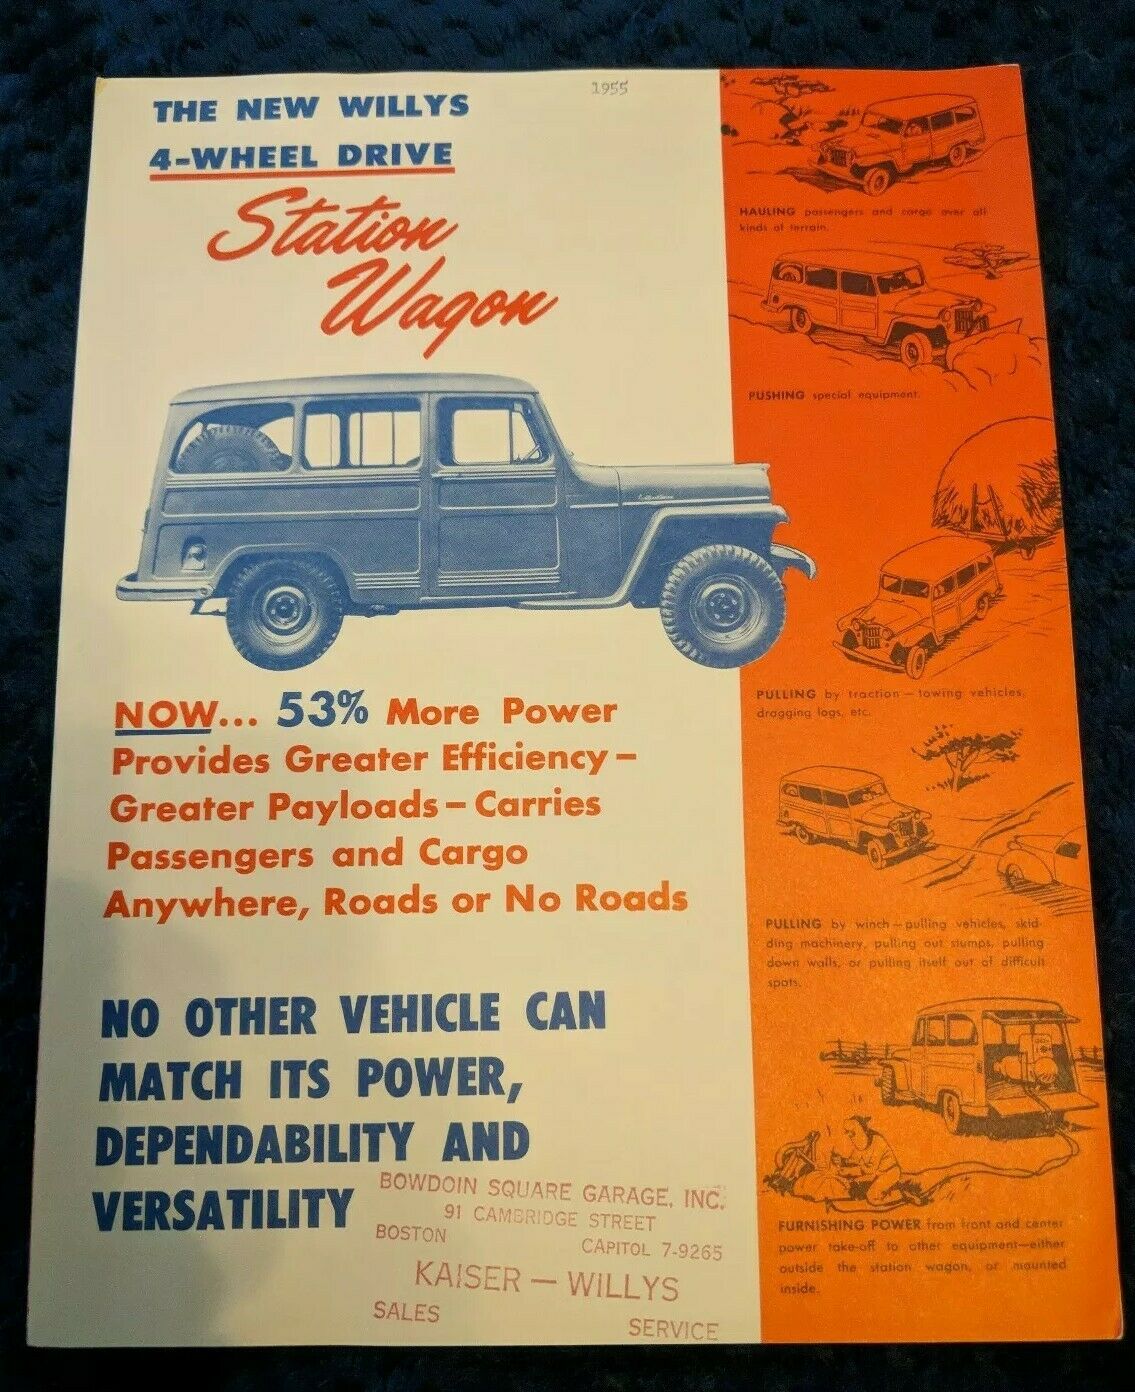 1955
THE NEW WILLYS
4-WHEEL DRIVE
Station
Wagon
NOW... 53% More Power
Provides Greater Efficiency—
Greater Payloads—Carries
Passengers and Cargo
Anywhere, Roads or No Roads
NO OTHER VEHICLE CAN
MATCH ITS POWER,
DEPENDABILITY AND
VERSATILITY
BOWDOIN SQUARE GARAGE, INC.
91 CAMBRIDGE STREET
BOSTON CAPITOL 7-9265
KAISER — WILLYS
SALES SERVICE
HAULING passengers and cargo over all
kinds of terrain.
PUSHING special equipment.
PULLING by traction—towing vehicles,
dragging logs, etc.
PULLING by winch—pulling vehicles, skid-
ding machinery, pulling out stumps, pulling
down walls, or pulling itself out of difficult
spots.
FURNISHING POWER from front and center
power take-off to other equipment—either
outside the station wagon, or mounted
inside.